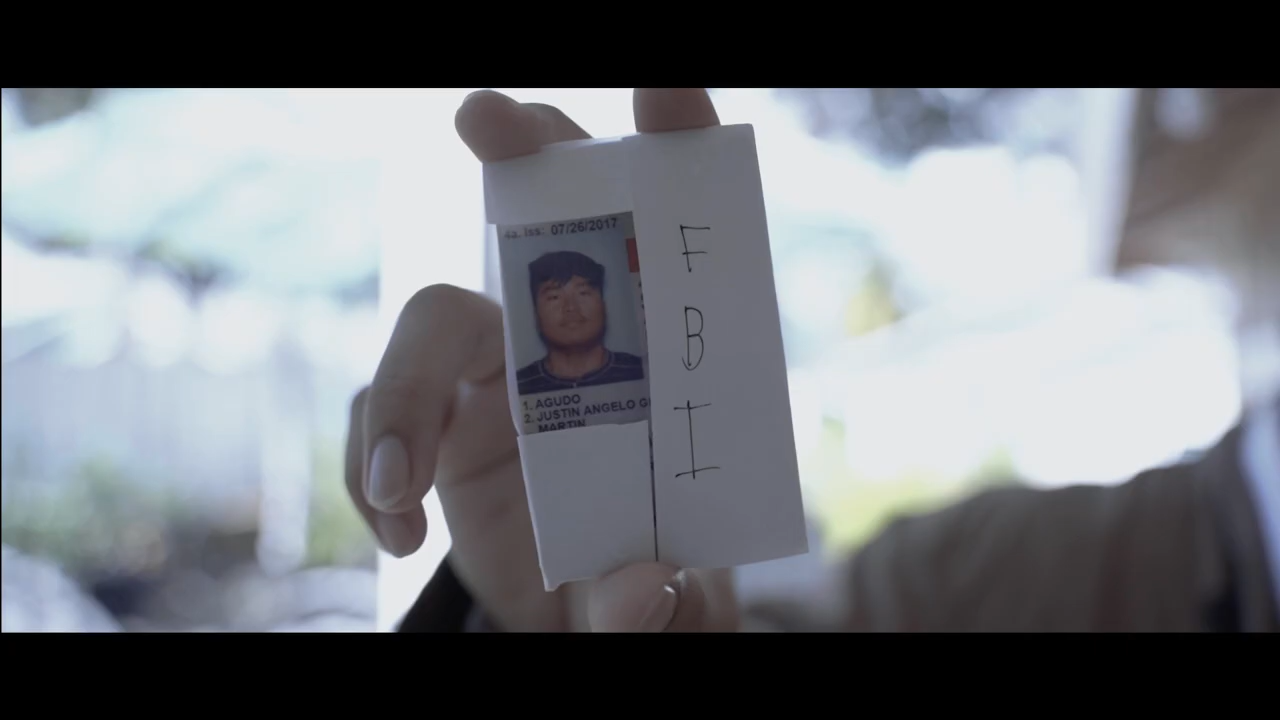 4a. Iss: 07/26/2017
1. AGUDO
2. JUSTIN ANGELO G
MARTIN
F
B
I